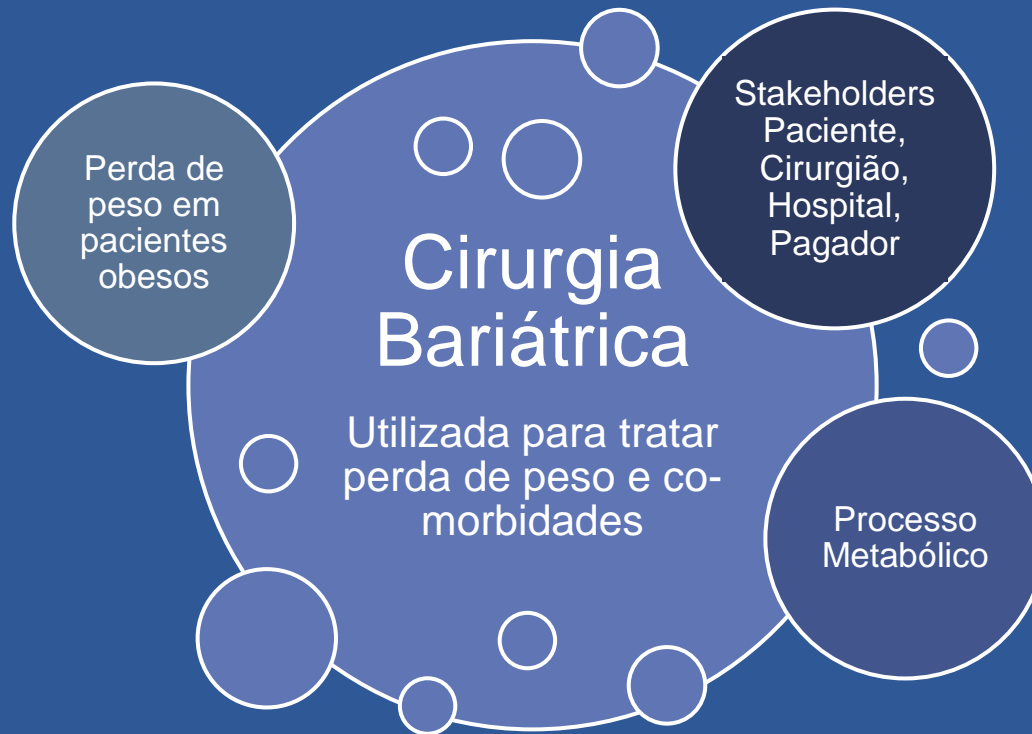 Perda de
peso em
pacientes
obesos
Stakeholders
Paciente,
Cirurgião,
Hospital,
Pagador
Cirurgia
Bariátrica
Utilizada para tratar
perda de peso e co-
morbidades
Processo
Metabólico